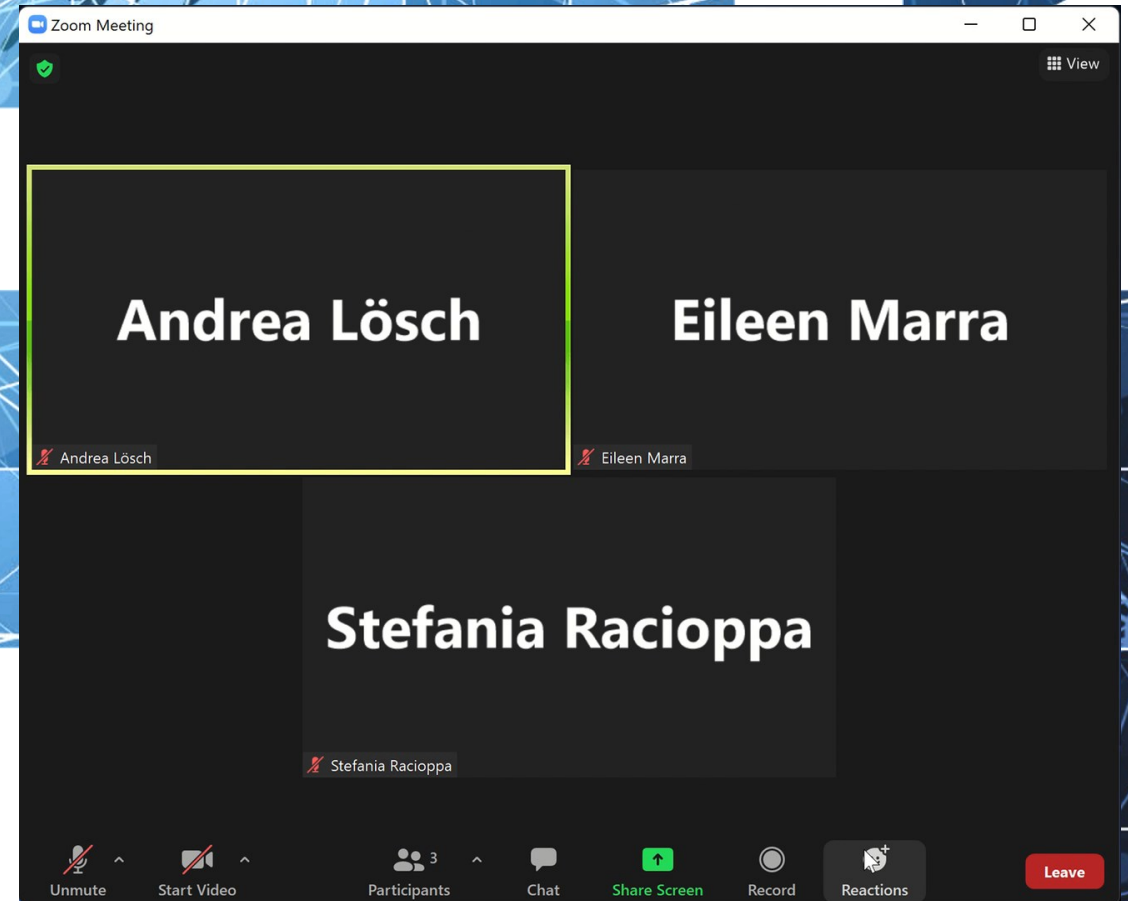 Zoom Meeting
View
Andrea Lösch
Eileen Marra
Andrea Lösch
Eileen Marra
Stefania Racioppa
Stefania Racioppa
3
Unmute
Start Video
Participants
Chat
Share Screen
Record
Reactions
Leave